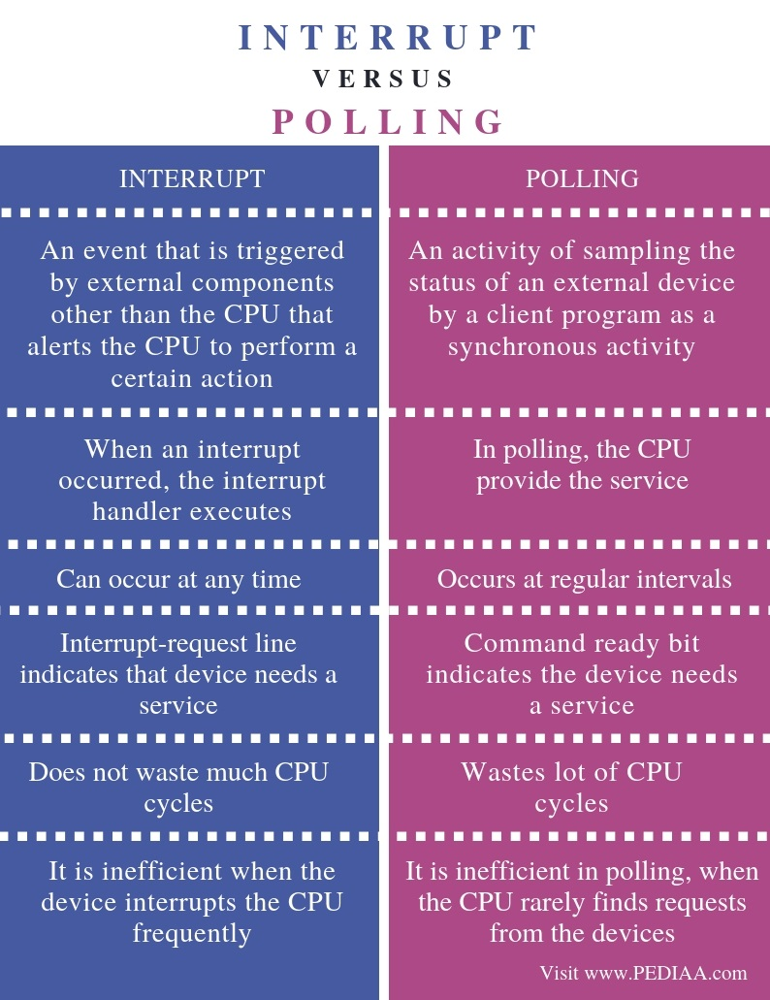 INTERRUPT
VERSUS
POLLING
INTERRUPT
POLLING
An event that is triggered
by external components
other than the CPU that
alerts the CPU to perform a
certain action
An activity of sampling the
status of an external device
by a client program as a
synchronous activity
When an interrupt
occurred, the interrupt
handler executes
In polling, the CPU
provide the service
Can occur at any time
Occurs at regular intervals
Interrupt-request line
indicates that device needs a
service
Command ready bit
indicates the device needs
a service
Does not waste much CPU
cycles
Wastes lot of CPU
cycles
It is inefficient when the
device interrupts the CPU
frequently
It is inefficient in polling, when
the CPU rarely finds requests
from the devices
Visit www.PEDIAA.com